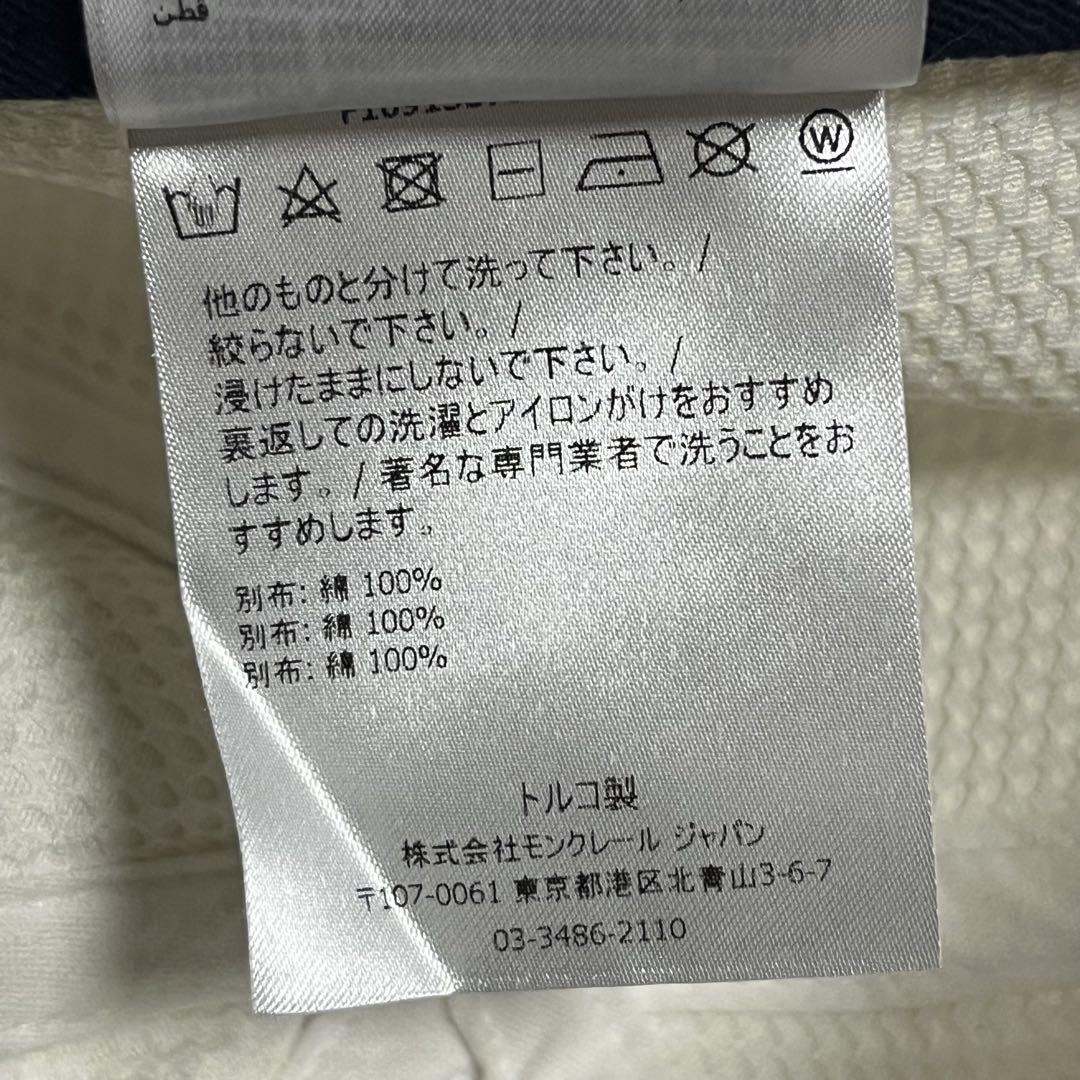 قطن
W
他のものと分けて洗って下さい。/
絞らないで下さい。/
浸けたままにしないで下さい。/
裏返しての洗濯とアイロンがけをおすすめ
します。/ 著名な専門業者で洗うことをお
すすめします。
別布: 綿 100%
別布: 綿 100%
別布: 綿 100%
トルコ製
株式会社モンクレール ジャパン
〒107-0061 東京都港区北青山3-6-7
03-3486-2110